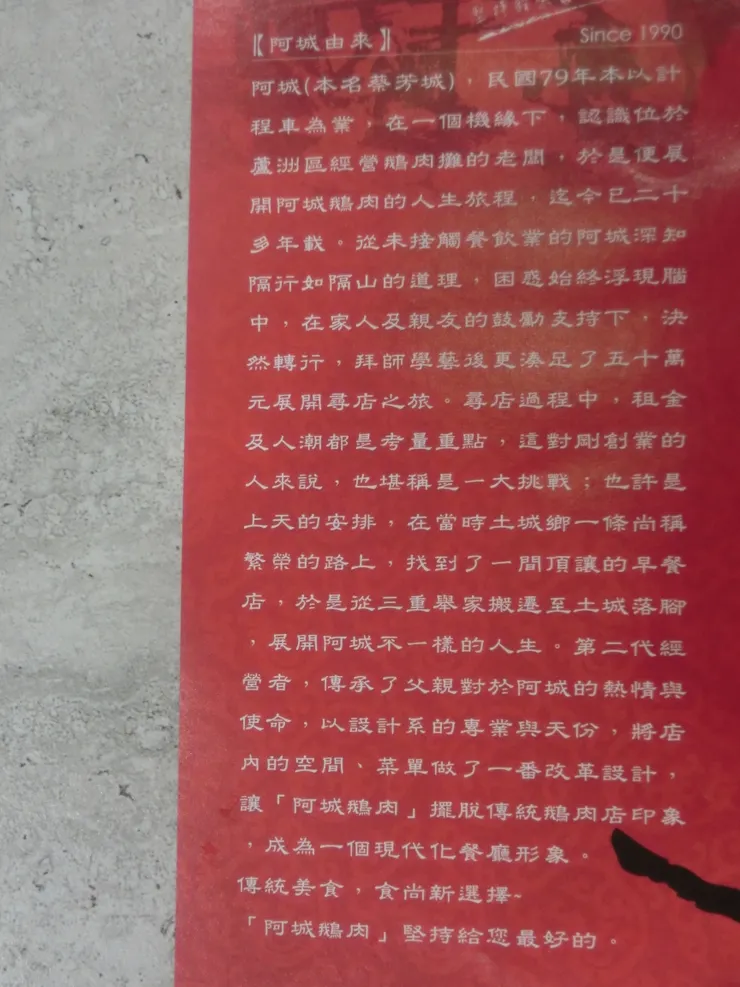 【阿城由來】
Since 1990
阿城(本名蔡芳城)，民國79年本以計
程車為業，在一個機緣下，認識位於
蘆洲區經營鵝肉攤的老闆，於是便展
開阿城鵝肉的人生旅程，迄今已二十
多年載。從未接觸餐飲業的阿城深知
隔行如隔山的道理，困惑始終浮現腦
中，在家人及親友的鼓勵支持下，決
然轉行，拜師學藝後更湊足了五十萬
元展開尋店之旅。尋店過程中，租金
及人潮都是考量重點，這對剛創業的
人來說，也堪稱是一大挑戰；也許是
上天的安排，在當時土城鄉一條尚稱
繁榮的路上，找到了一間頂讓的早餐
店，於是從三重舉家搬遷至土城落腳
，展開阿城不一樣的人生。第二代經
營者，傳承了父親對於阿城的熱情與
使命，以設計系的專業與天份，將店
內的空間、菜單做了一番改革設計，
讓「阿城鵝肉」擺脫傳統鵝肉店印象
，成為一個現代化餐廳形象。
傳統美食，食尚新選擇~
「阿城鵝肉」堅持給您最好的。